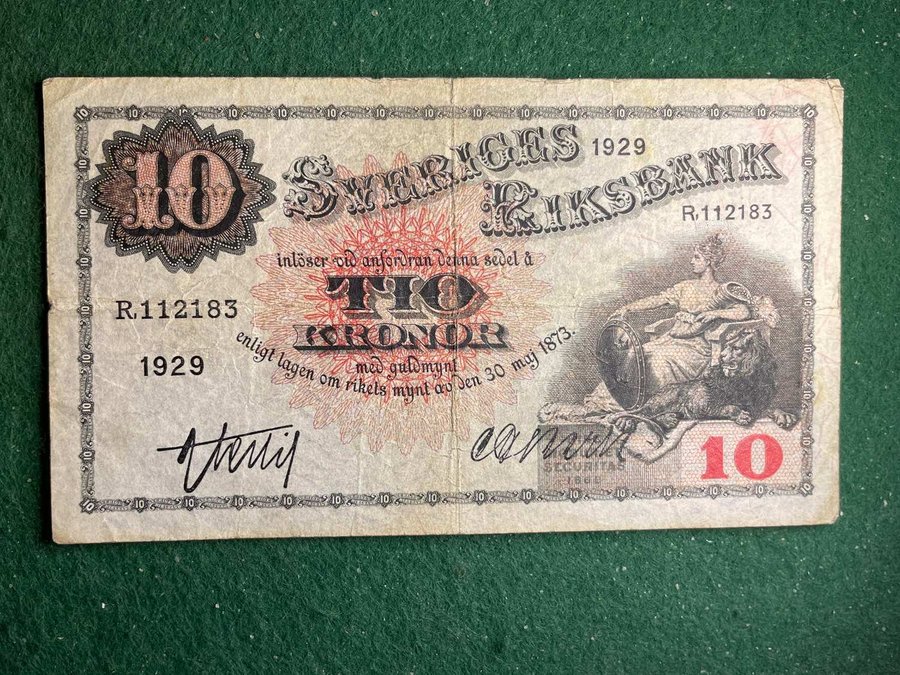 10
SVERIGES 1929
RIKSBANK
R,112183
inlöser vid anfordran denna sedel å
TIO
KRONOR
R,112183
1929
med guldmynt
enligt lagen om rikets mynt av den 30 maj 1873.
SECURITAS
10